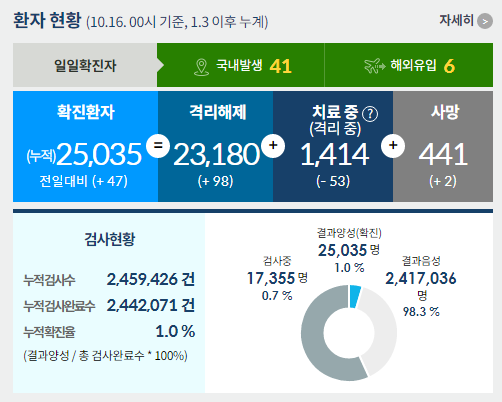 환자 현황 (10.16. 00시 기준, 1.3 이후 누계)
자세히 >
일일확진자
국내발생 41
해외유입 6
확진환자
(누적)25,035
전일대비 (+ 47)
=
격리해제
23,180
(+ 98)
+
치료 중 ?
(격리 중)
1,414
(- 53)
+
사망
441
(+ 2)
검사현황
누적검사수 2,459,426 건
누적검사완료수 2,442,071 건
누적확진율 1.0 %
(결과양성 / 총 검사완료수 * 100%)
결과양성(확진)
25,035 명
1.0 %
검사중
17,355 명
0.7 %
결과음성
2,417,036
명
98.3 %